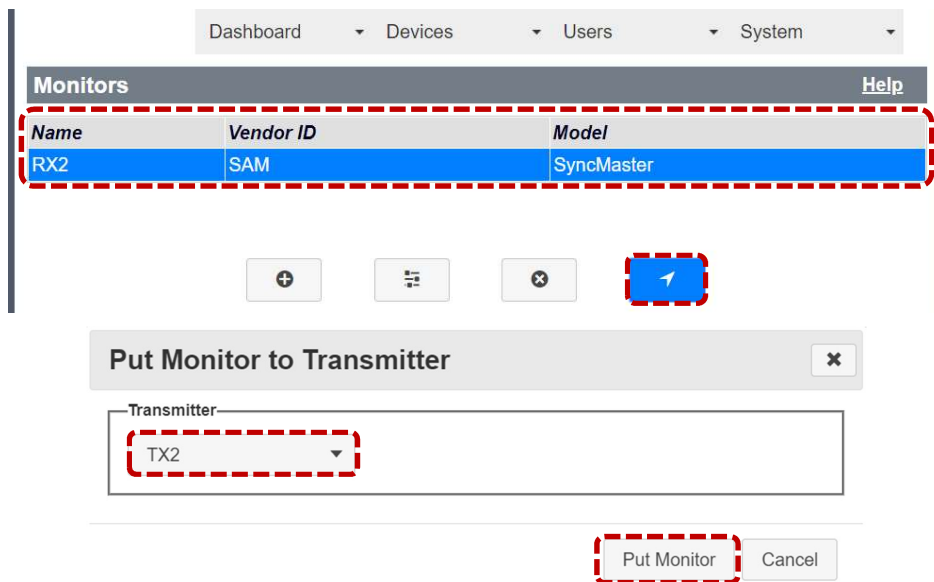 Dashboard Devices Users System
Monitors Help
Name Vendor ID Model
RX2 SAM SyncMaster
Put Monitor to Transmitter
Transmitter
TX2
Put Monitor Cancel